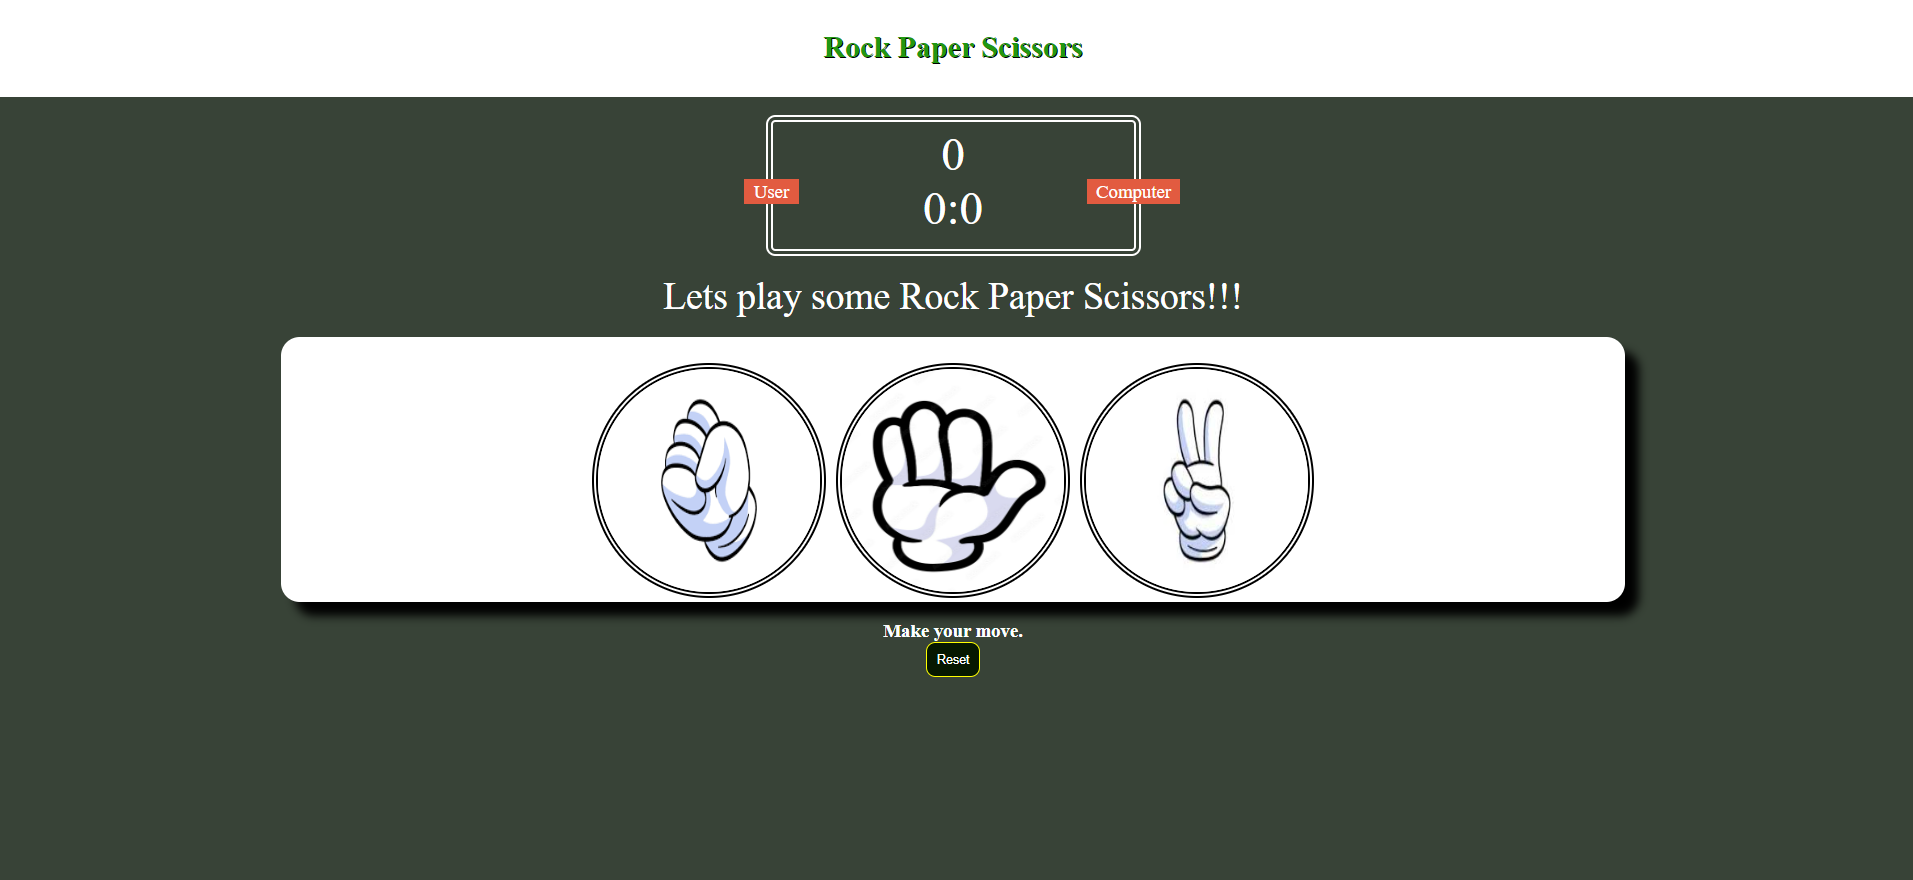 Rock Paper Scissors
0
User
Computer
0:0
Lets play some Rock Paper Scissors!!!
Make your move.
Reset